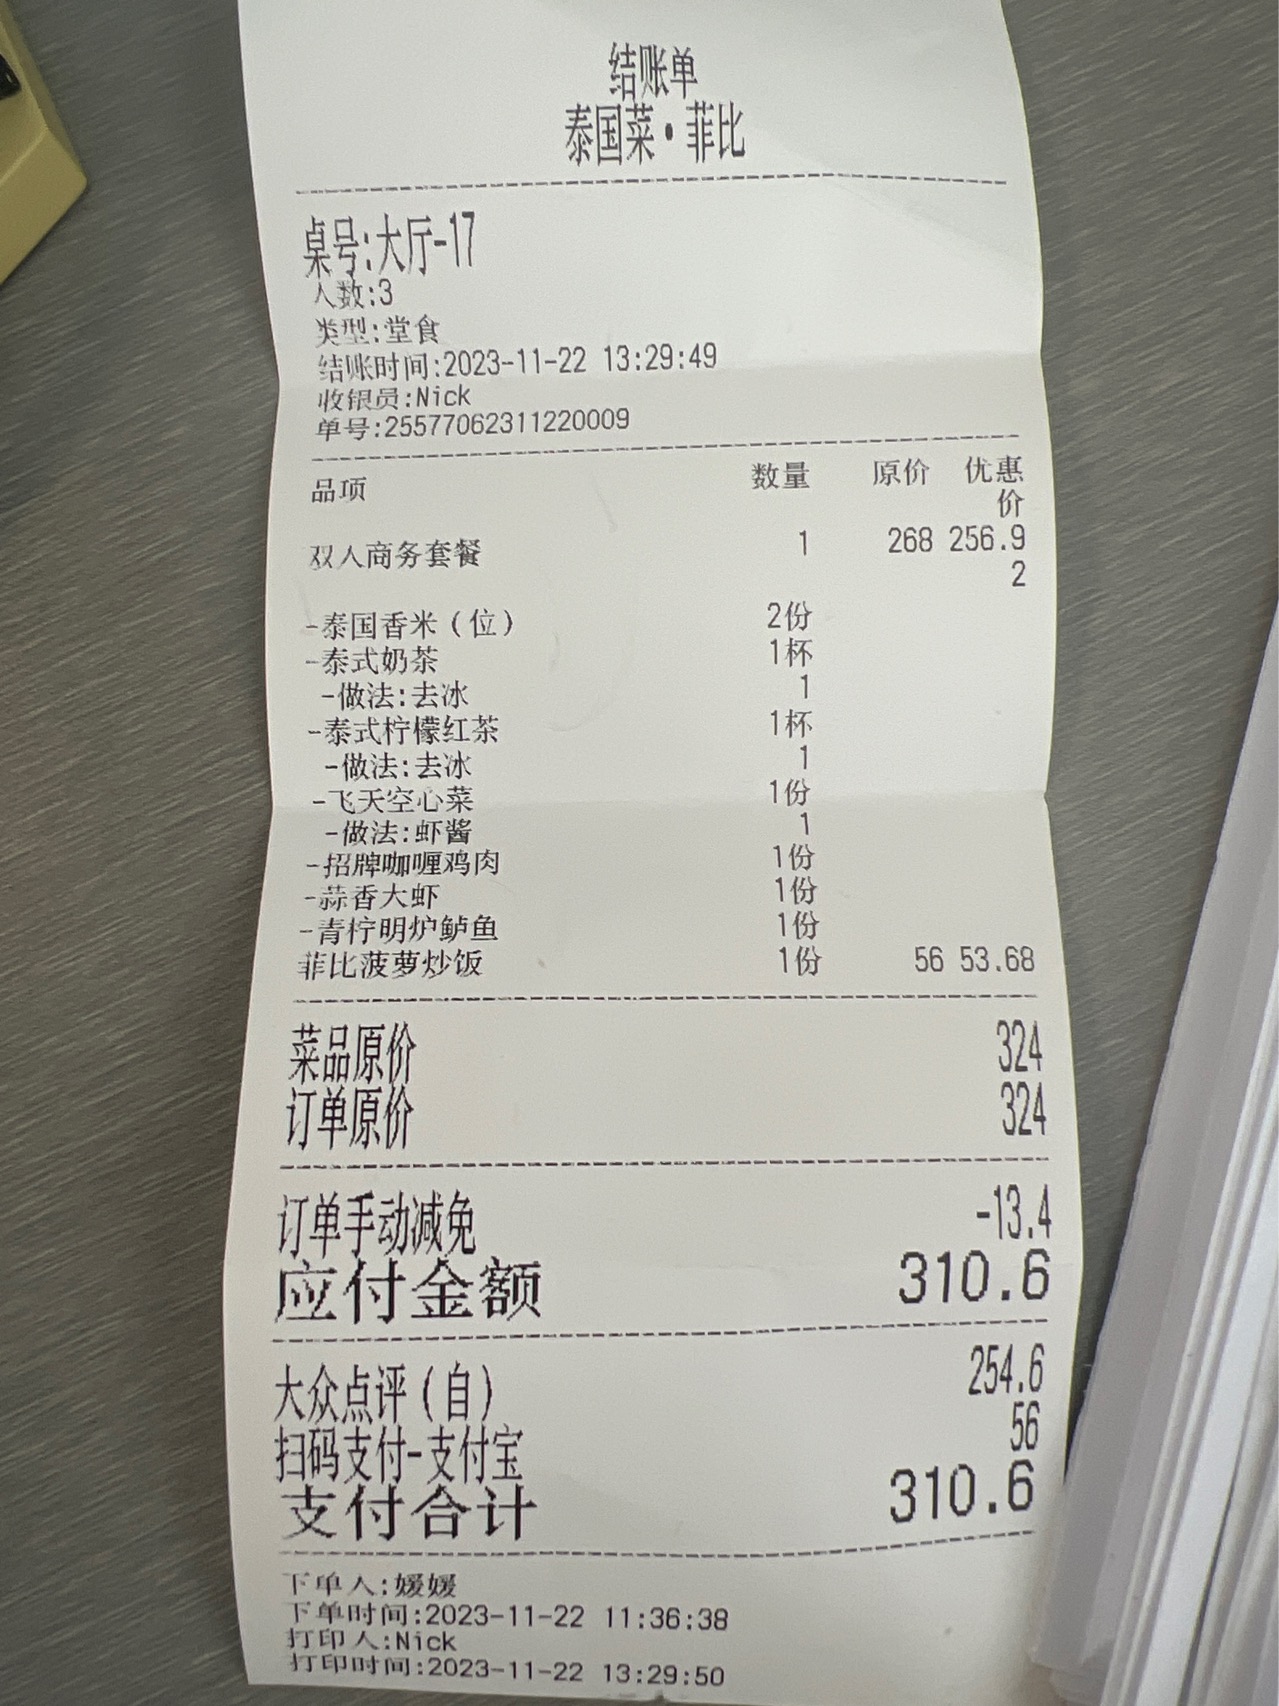 结账单
泰国菜·菲比
桌号:大厅-17
人数:3
类型:堂食
结账时间:2023-11-22 13:29:49
收银员:Nick
单号:25577062311220009
品项 数量 原价 优惠
价
双人商务套餐 1 268 256.9
2
-泰国香米(位) 2份
-泰式奶茶 1杯
-做法:去冰 1
-泰式柠檬红茶 1杯
-做法:去冰 1
-飞天空心菜 1份
-做法:虾酱 1
-招牌咖喱鸡肉 1份
-蒜香大虾 1份
-青柠明炉鲈鱼 1份
菲比菠萝炒饭 1份 56 53.68
菜品原价 324
订单原价 324
订单手动减免 -13.4
应付金额 310.6
大众点评(自) 254.6
扫码支付-支付宝 56
支付合计 310.6
下单人:媛媛
下单时间:2023-11-22 11:36:38
打印人:Nick
打印时间:2023-11-22 13:29:50